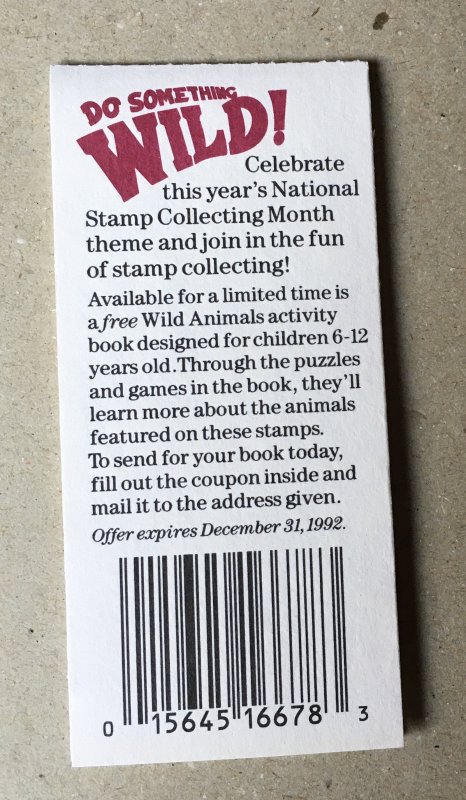 DO SOMETHING
WILD!
Celebrate
this year's National
Stamp Collecting Month
theme and join in the fun
of stamp collecting!
Available for a limited time is
a free Wild Animals activity
book designed for children 6-12
years old. Through the puzzles
and games in the book, they'll
learn more about the animals
featured on these stamps.
To send for your book today,
fill out the coupon inside and
mail it to the address given.
Offer expires December 31, 1992.
0 15645 16678 3